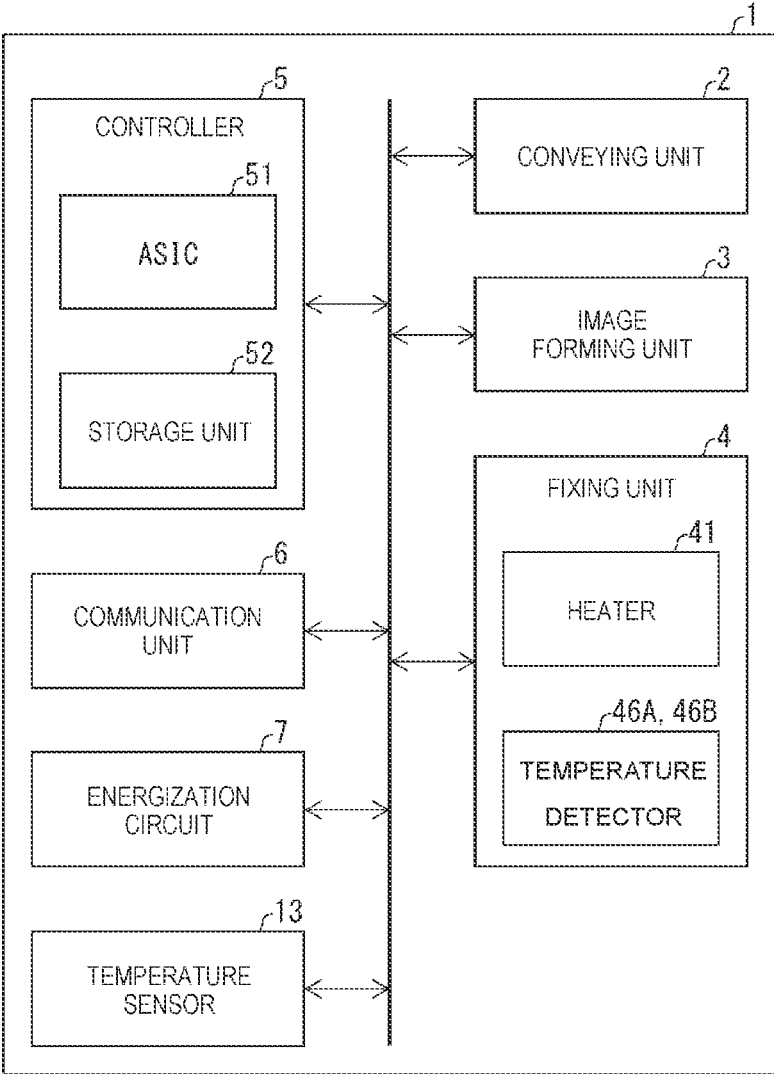 1
5
CONTROLLER
51
ASIC
52
STORAGE UNIT
6
COMMUNICATION
UNIT
7
ENERGIZATION
CIRCUIT
13
TEMPERATURE
SENSOR
2
CONVEYING UNIT
3
IMAGE
FORMING UNIT
4
FIXING UNIT
41
HEATER
46A, 46B
TEMPERATURE
DETECTOR